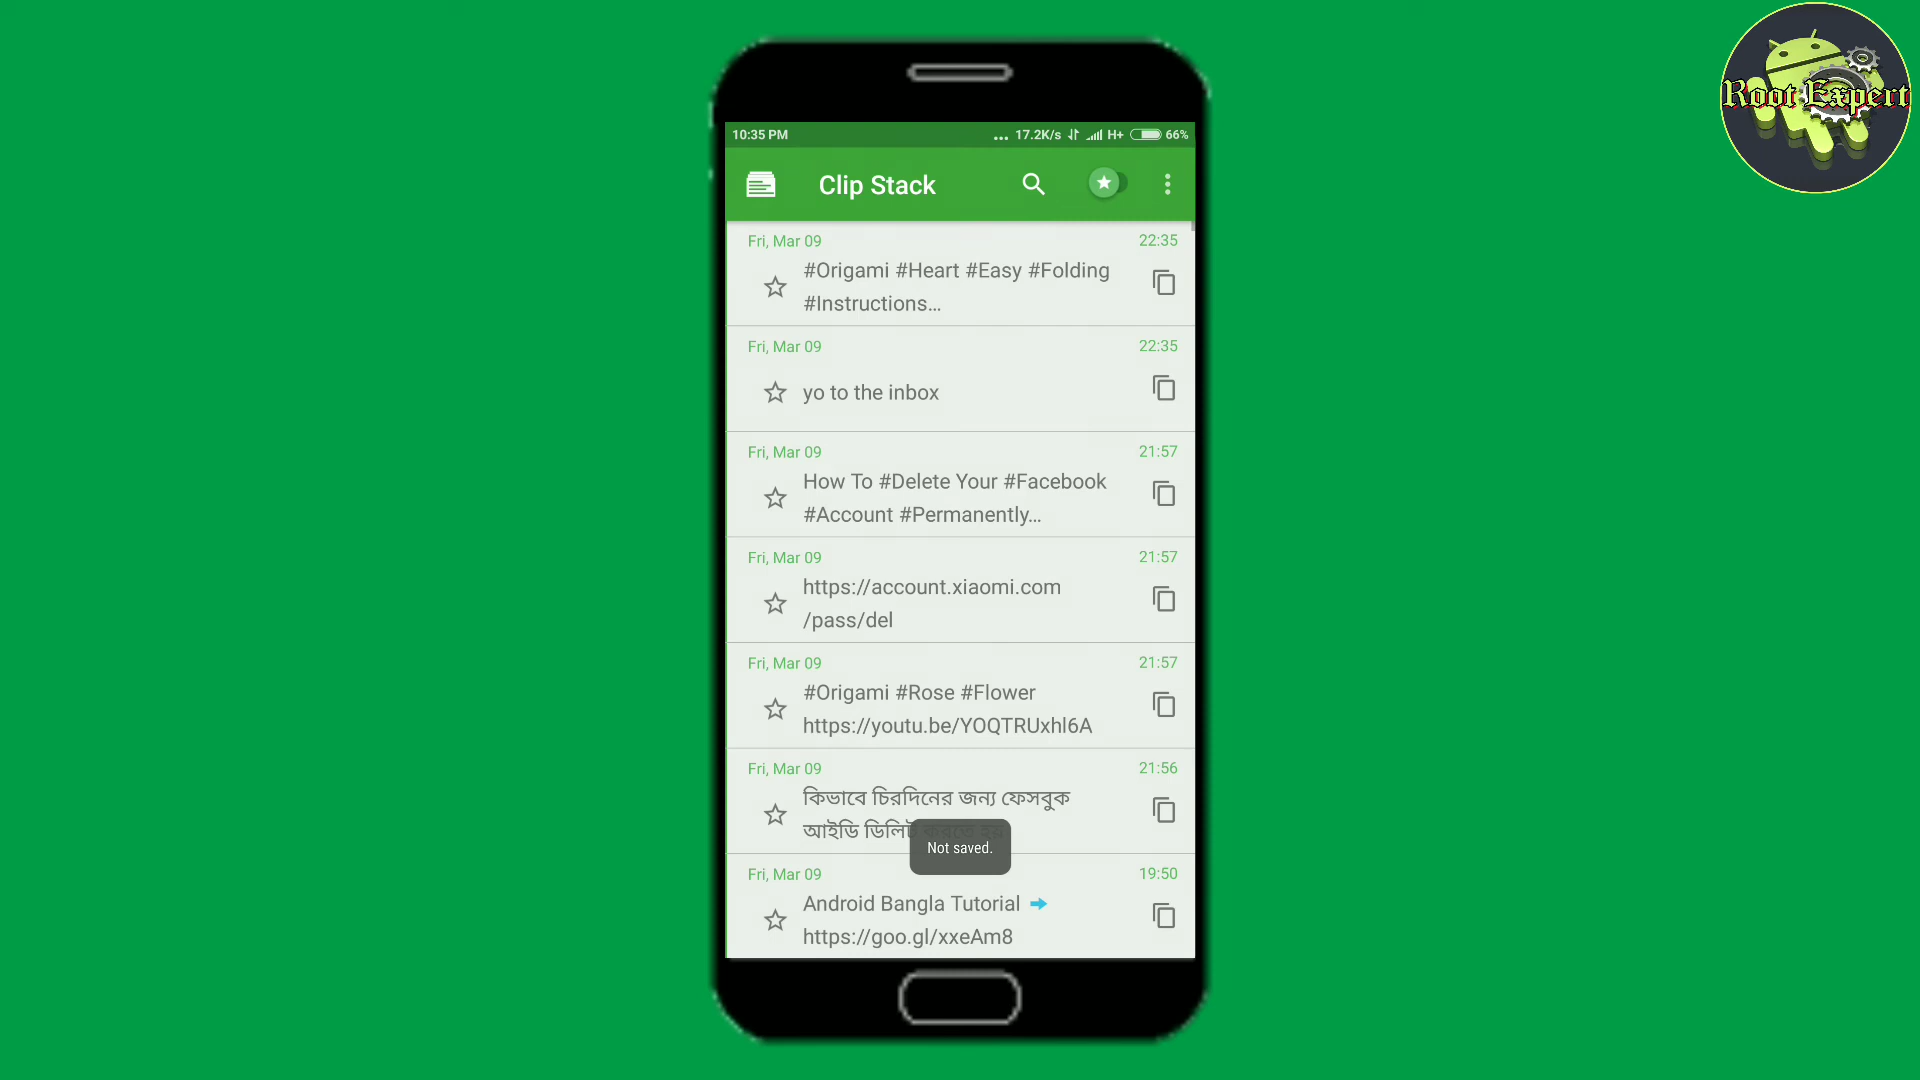 Root Expert
10:35 PM ... 17.2K/s H+ 66%
Clip Stack
Fri, Mar 09 22:35
#Origami #Heart #Easy #Folding
#Instructions...
Fri, Mar 09 22:35
yo to the inbox
Fri, Mar 09 21:57
How To #Delete Your #Facebook
#Account #Permanently...
Fri, Mar 09 21:57
https://account.xiaomi.com
/pass/del
Fri, Mar 09 21:57
#Origami #Rose #Flower
https://youtu.be/YOQTRUxhl6A
Fri, Mar 09 21:56
কিভাবে চিরদিনের জন্য ফেসবুক
আইডি ডিলিট করতে হয়
Not saved.
Fri, Mar 09 19:50
Android Bangla Tutorial ➡
https://goo.gl/xxeAm8